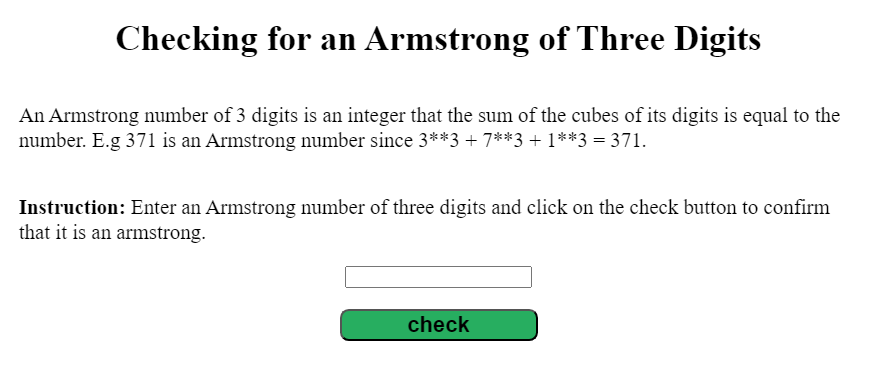 Checking for an Armstrong of Three Digits
An Armstrong number of 3 digits is an integer that the sum of the cubes of its digits is equal to the
number. E.g 371 is an Armstrong number since 3**3 + 7**3 + 1**3 = 371.
Instruction: Enter an Armstrong number of three digits and click on the check button to confirm
that it is an armstrong.
check